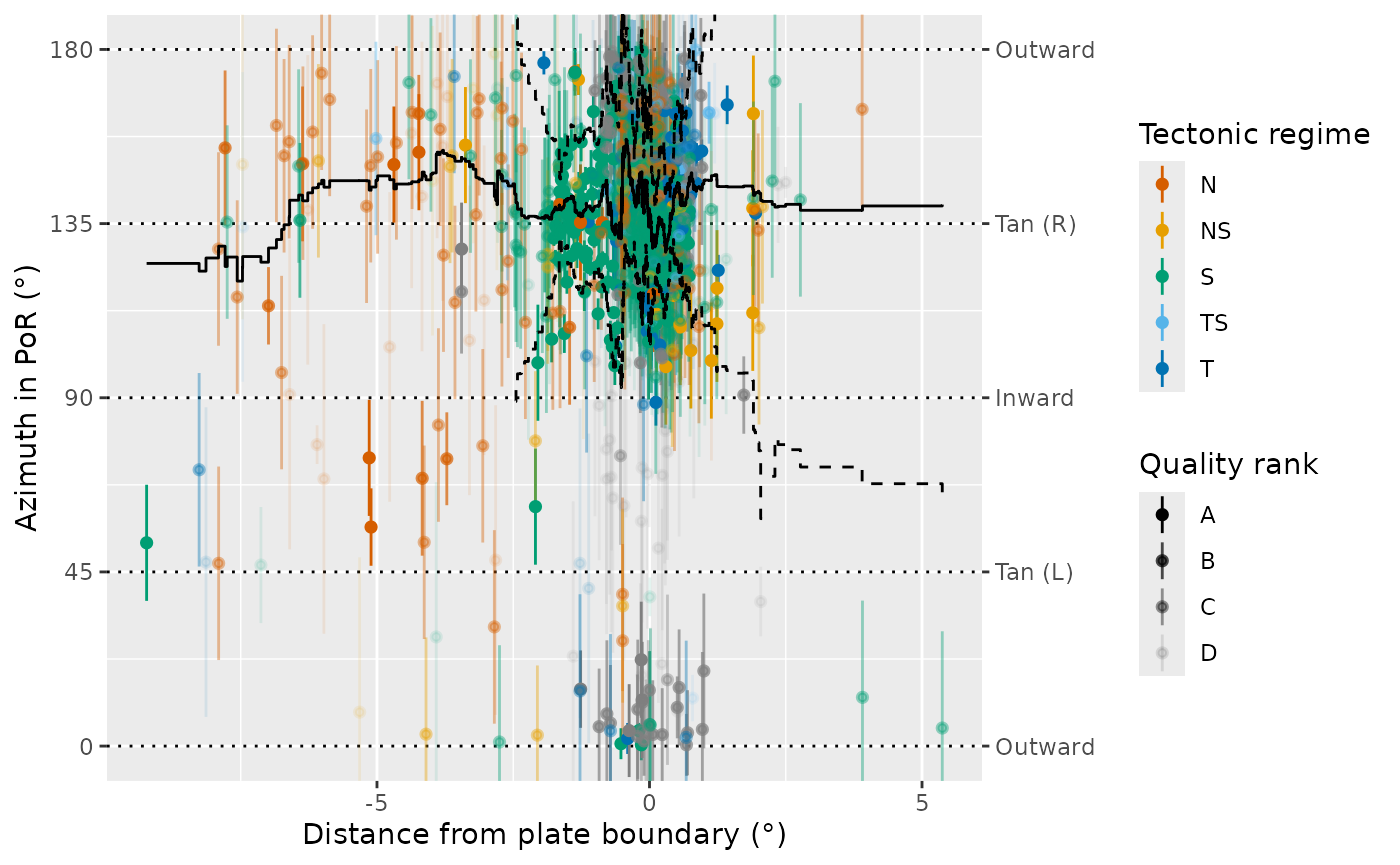 180
135
90
45
0
Azimuth in PoR (°)
Outward
Tan (R)
Inward
Tan (L)
Outward
-5
0
5
Distance from plate boundary (°)
Tectonic regime
N
NS
S
TS
T
Quality rank
A
B
C
D